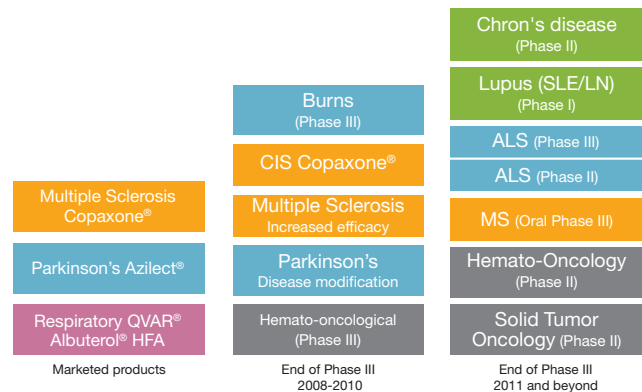 Multiple Sclerosis
Copaxone®
Parkinson's Azilect®
Respiratory QVAR®
Albuterol® HFA
Marketed products
Burns
(Phase III)
CIS Copaxone®
Multiple Sclerosis
Increased efficacy
Parkinson's
Disease modification
Hemato-oncological
(Phase III)
End of Phase III
2008-2010
Chron's disease
(Phase II)
Lupus (SLE/LN)
(Phase I)
ALS (Phase III)
ALS (Phase II)
MS (Oral Phase III)
Hemato-Oncology
(Phase II)
Solid Tumor
Oncology (Phase II)
End of Phase III
2011 and beyond